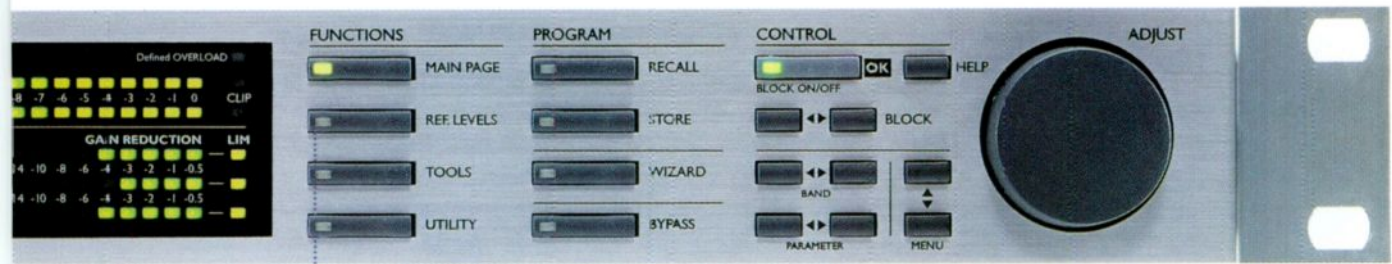 Defined OVERLOAD
-8 -7 -6 -5 -4 -3 -2 -1 0 CLIP
GAIN REDUCTION LIM
14 -10 -8 -6 -4 -3 -2 -1 -0.5
14 -10 -8 -6 -4 -3 -2 -1 -0.5
FUNCTIONS
MAIN PAGE
REF. LEVELS
TOOLS
UTILITY
PROGRAM
RECALL
STORE
WIZARD
BYPASS
CONTROL
OK
HELP
BLOCK ON/OFF
BLOCK
BAND
PARAMETER
MENU
ADJUST